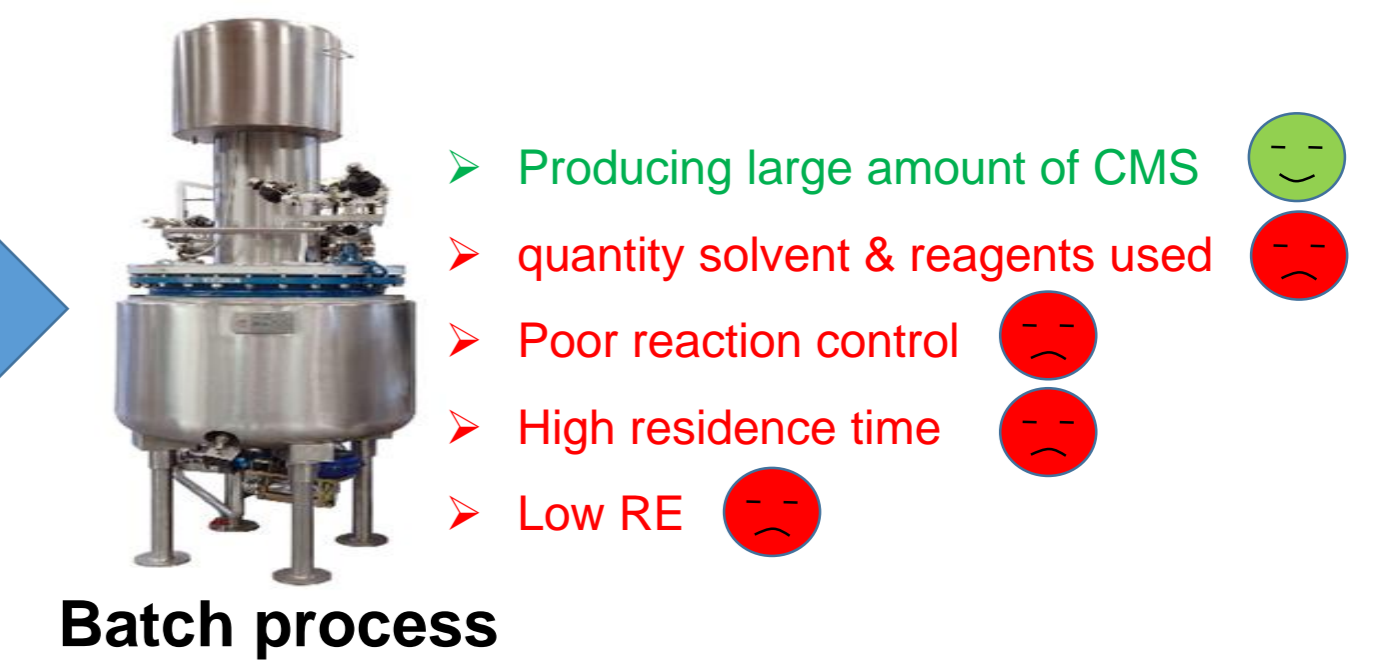 ➢ Producing large amount of CMS
➢ quantity solvent & reagents used
➢ Poor reaction control
➢ High residence time
➢ Low RE
Batch process